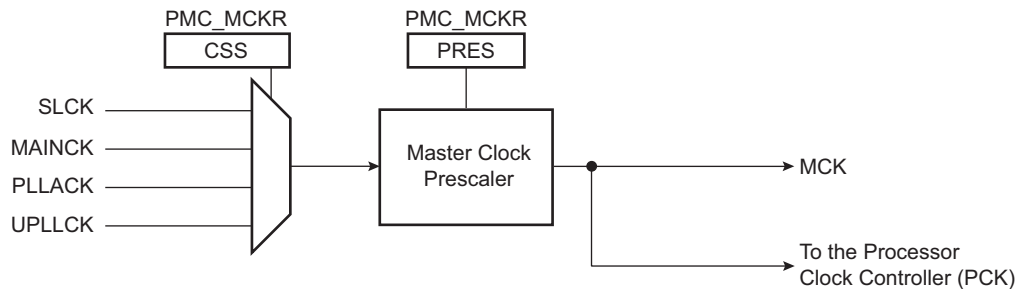 PMC_MCKR
PMC_MCKR
CSS
PRES
SLCK
MAINCK
PLLACK
UPLLCK
Master Clock
Prescaler
MCK
To the Processor
Clock Controller (PCK)